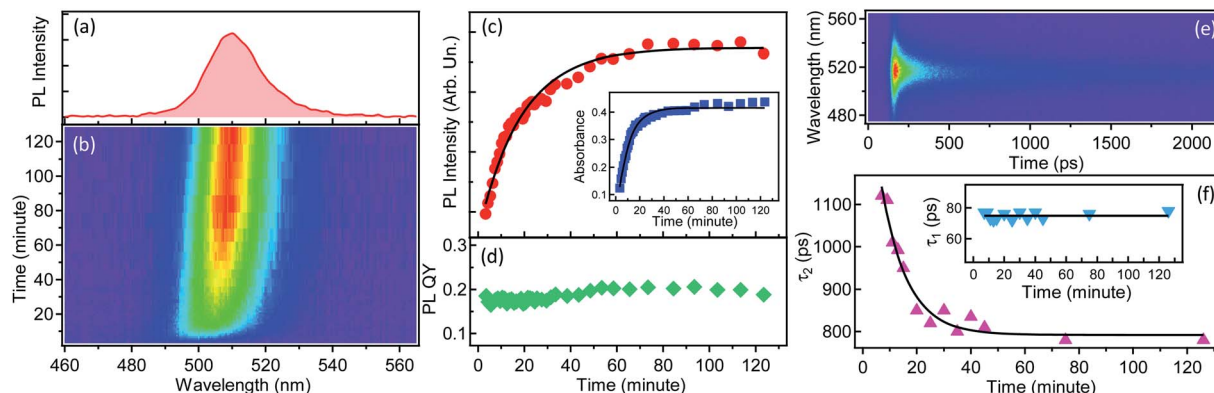 (a)
PL Intensity
(b)
Time (minute)
120
100
80
60
40
20
460 480 500 520 540 560
Wavelength (nm)
(c)
PL Intensity (Arb. Un.)
Absorbance
0.4
0.3
0.2
0.1
0 20 40 60 80 100 120
Time (minute)
(d)
PL QY
0.3
0.2
0.1
0 20 40 60 80 100 120 140
Time (minute)
(e)
Wavelength (nm)
560
520
480
0 500 1000 1500 2000
Time (ps)
(f)
τ2 (ps)
1100
1000
900
800
τ1 (ps)
80
60
0 20 40 60 80 100 120
Time (minute)
0 20 40 60 80 100 120
Time (minute)